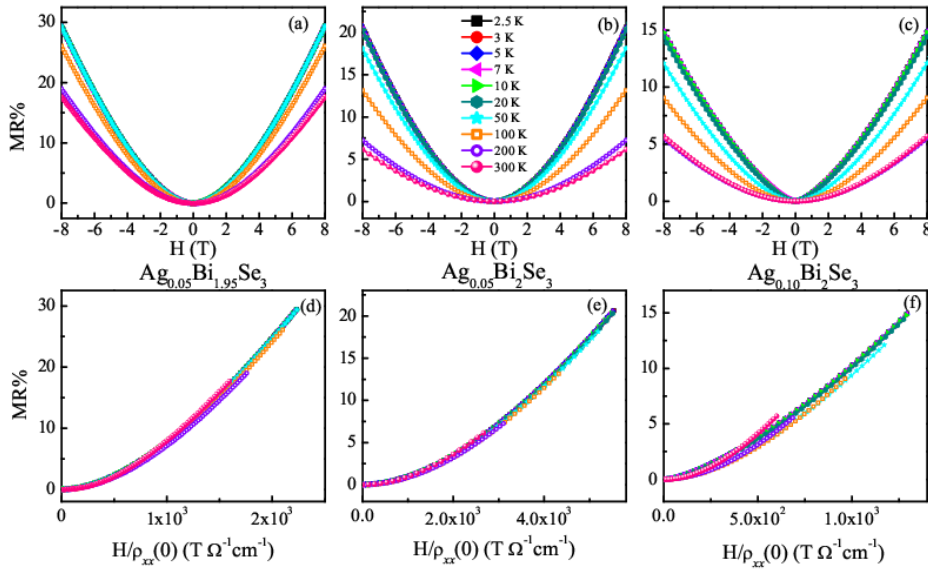 (a)
30
20
10
0
MR%
-8 -6 -4 -2 0 2 4 6 8
H (T)
Ag0.05Bi1.95Se3
(b)
20
15
10
5
0
2.5 K
3 K
5 K
7 K
10 K
20 K
50 K
100 K
200 K
300 K
-8 -6 -4 -2 0 2 4 6 8
H (T)
Ag0.05Bi2Se3
(c)
15
10
5
0
-8 -6 -4 -2 0 2 4 6 8
H (T)
Ag0.10Bi2Se3
(d)
30
20
10
0
MR%
0 1x10³ 2x10³
H/ρxx(0) (T Ω⁻¹cm⁻¹)
(e)
20
15
10
5
0
0.0 2.0x10³ 4.0x10³
H/ρxx(0) (T Ω⁻¹cm⁻¹)
(f)
15
10
5
0
0.0 5.0x10² 1.0x10³
H/ρxx(0) (T Ω⁻¹cm⁻¹)